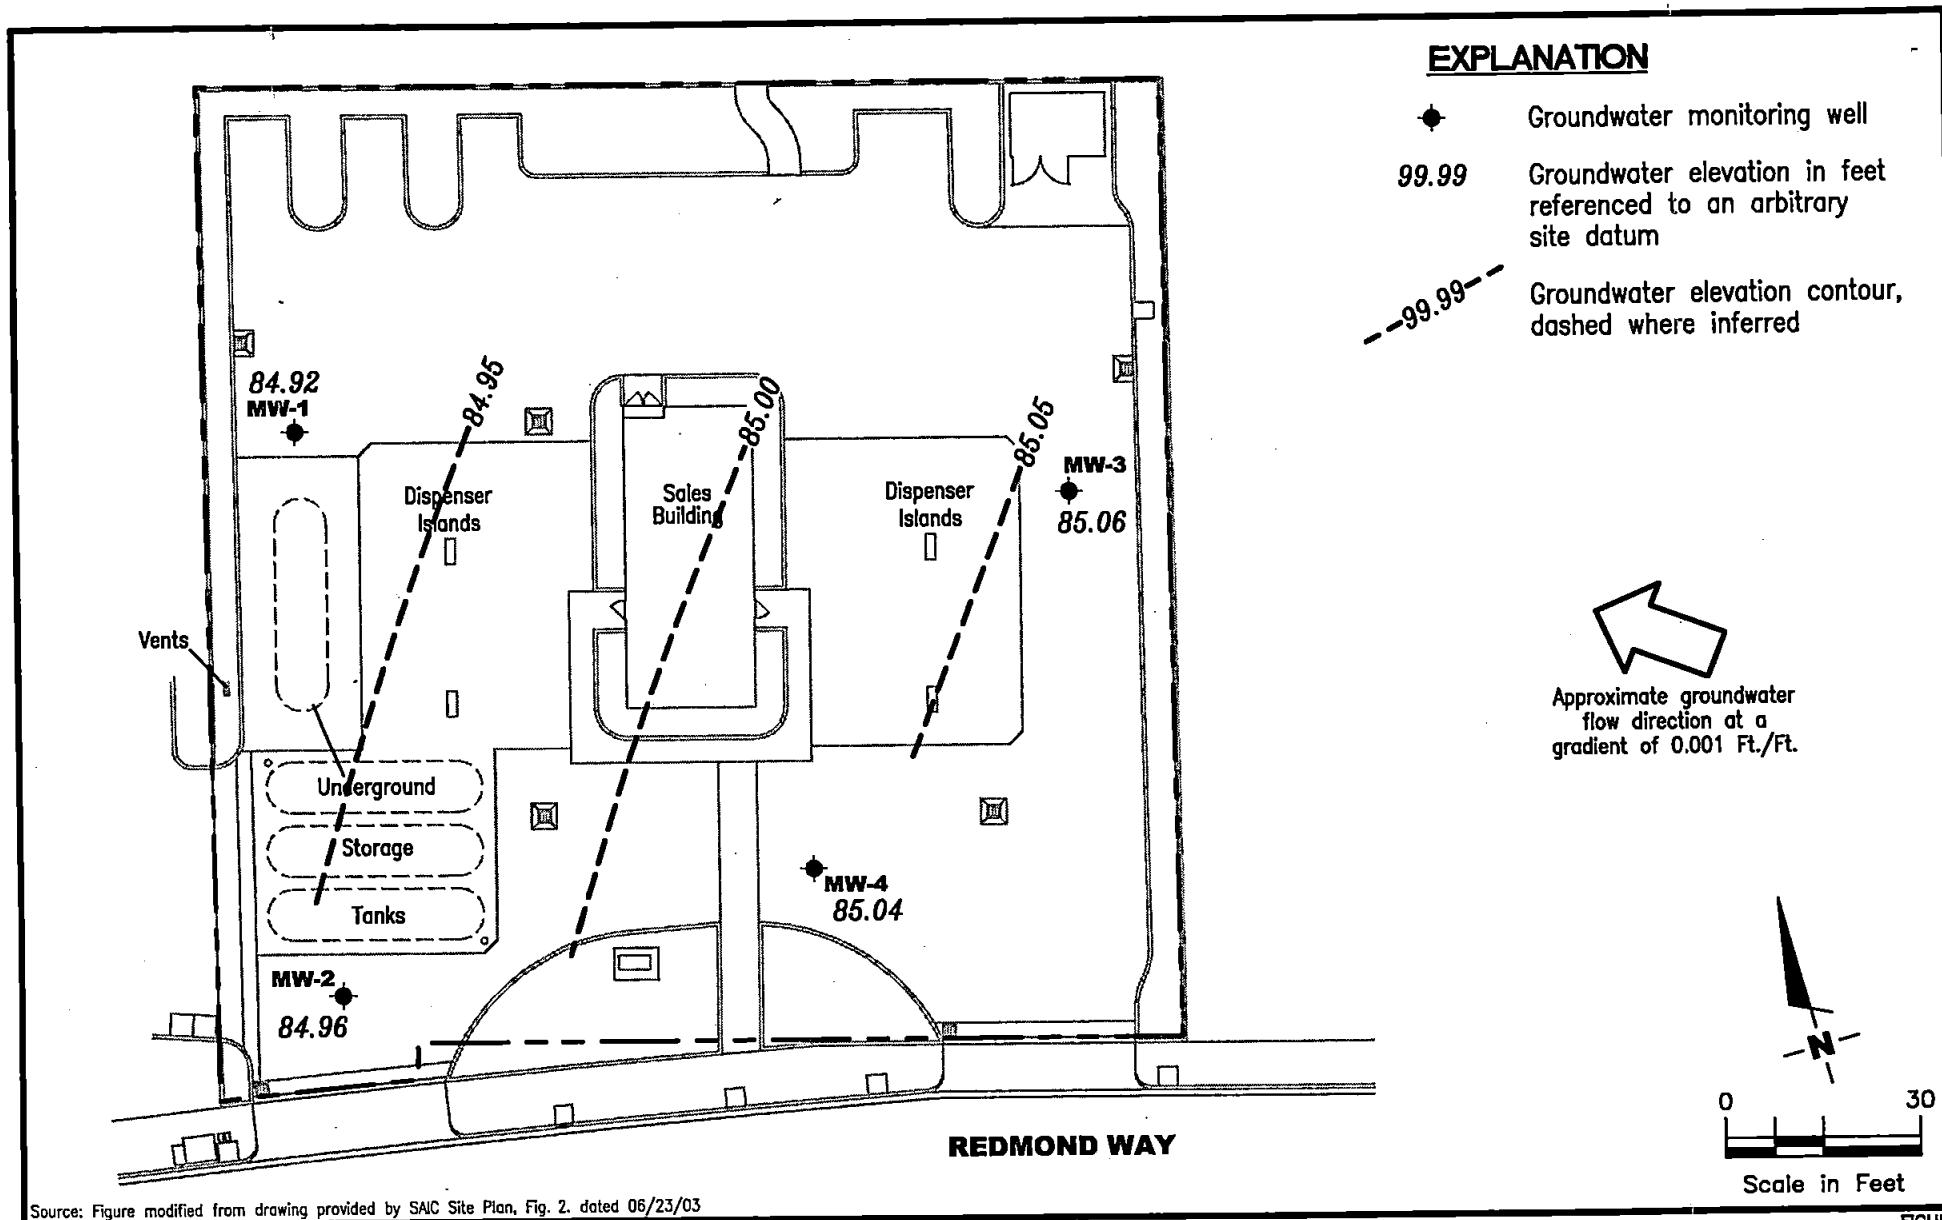 EXPLANATION
Groundwater monitoring well
99.99
Groundwater elevation in feet
referenced to an arbitrary
site datum
99.99
Groundwater elevation contour,
dashed where inferred
84.92
MW-1
84.95
85.00
85.05
MW-3
85.06
Dispenser
Islands
Sales
Building
Dispenser
Islands
Vents
Underground
Storage
Tanks
MW-4
85.04
MW-2
84.96
Approximate groundwater
flow direction at a
gradient of 0.001 Ft./Ft.
N
0 30
Scale in Feet
REDMOND WAY
Source: Figure modified from drawing provided by SAIC Site Plan, Fig. 2. dated 06/23/03